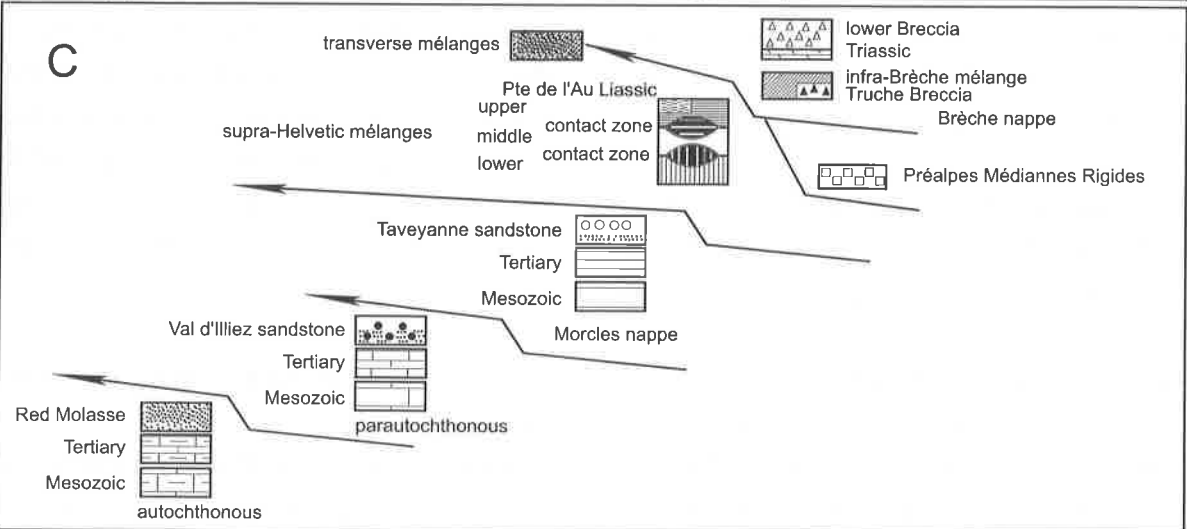 C
transverse mélanges
lower Breccia
Triassic
infra-Brèche mélange
Truche Breccia
Brèche nappe
Pte de l'Au Liassic
upper
contact zone
supra-Helvetic mélanges
middle
contact zone
lower
Préalpes Médiannes Rigides
Taveyanne sandstone
Tertiary
Mesozoic
Morcles nappe
Val d'Illiez sandstone
Tertiary
Mesozoic
parautochthonous
Red Molasse
Tertiary
Mesozoic
autochthonous